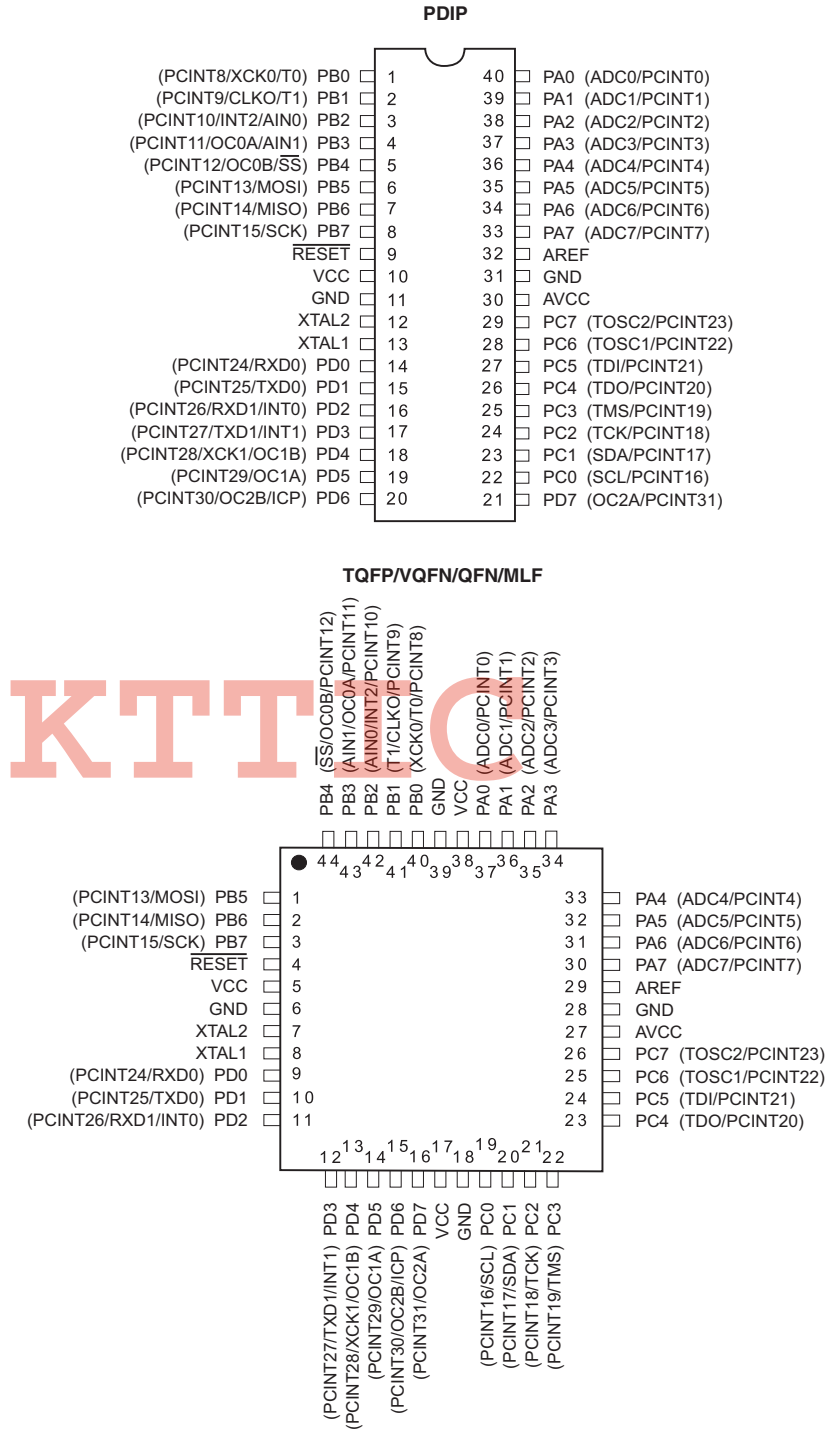 PDIP
(PCINT8/XCK0/T0) PB0 1 40 PA0 (ADC0/PCINT0)
(PCINT9/CLKO/T1) PB1 2 39 PA1 (ADC1/PCINT1)
(PCINT10/INT2/AIN0) PB2 3 38 PA2 (ADC2/PCINT2)
(PCINT11/OC0A/AIN1) PB3 4 37 PA3 (ADC3/PCINT3)
(PCINT12/OC0B/SS) PB4 5 36 PA4 (ADC4/PCINT4)
(PCINT13/MOSI) PB5 6 35 PA5 (ADC5/PCINT5)
(PCINT14/MISO) PB6 7 34 PA6 (ADC6/PCINT6)
(PCINT15/SCK) PB7 8 33 PA7 (ADC7/PCINT7)
RESET 9 32 AREF
VCC 10 31 GND
GND 11 30 AVCC
XTAL2 12 29 PC7 (TOSC2/PCINT23)
XTAL1 13 28 PC6 (TOSC1/PCINT22)
(PCINT24/RXD0) PD0 14 27 PC5 (TDI/PCINT21)
(PCINT25/TXD0) PD1 15 26 PC4 (TDO/PCINT20)
(PCINT26/RXD1/INT0) PD2 16 25 PC3 (TMS/PCINT19)
(PCINT27/TXD1/INT1) PD3 17 24 PC2 (TCK/PCINT18)
(PCINT28/XCK1/OC1B) PD4 18 23 PC1 (SDA/PCINT17)
(PCINT29/OC1A) PD5 19 22 PC0 (SCL/PCINT16)
(PCINT30/OC2B/ICP) PD6 20 21 PD7 (OC2A/PCINT31)
TQFP/VQFN/QFN/MLF
KTTIC
PB4 (SS/OC0B/PCINT12)
PB3 (AIN1/OC0A/PCINT11)
PB2 (AIN0/INT2/PCINT10)
PB1 (T1/CLKO/PCINT9)
PB0 (XCK0/T0/PCINT8)
GND
VCC
PA0 (ADC0/PCINT0)
PA1 (ADC1/PCINT1)
PA2 (ADC2/PCINT2)
PA3 (ADC3/PCINT3)
44 43 42 41 40 39 38 37 36 35 34
(PCINT13/MOSI) PB5 1 33 PA4 (ADC4/PCINT4)
(PCINT14/MISO) PB6 2 32 PA5 (ADC5/PCINT5)
(PCINT15/SCK) PB7 3 31 PA6 (ADC6/PCINT6)
RESET 4 30 PA7 (ADC7/PCINT7)
VCC 5 29 AREF
GND 6 28 GND
XTAL2 7 27 AVCC
XTAL1 8 26 PC7 (TOSC2/PCINT23)
(PCINT24/RXD0) PD0 9 25 PC6 (TOSC1/PCINT22)
(PCINT25/TXD0) PD1 10 24 PC5 (TDI/PCINT21)
(PCINT26/RXD1/INT0) PD2 11 23 PC4 (TDO/PCINT20)
12 13 14 15 16 17 18 19 20 21 22
(PCINT27/TXD1/INT1) PD3
(PCINT28/XCK1/OC1B) PD4
(PCINT29/OC1A) PD5
(PCINT30/OC2B/ICP) PD6
(PCINT31/OC2A) PD7
VCC
GND
(PCINT16/SCL) PC0
(PCINT17/SDA) PC1
(PCINT18/TCK) PC2
(PCINT19/TMS) PC3